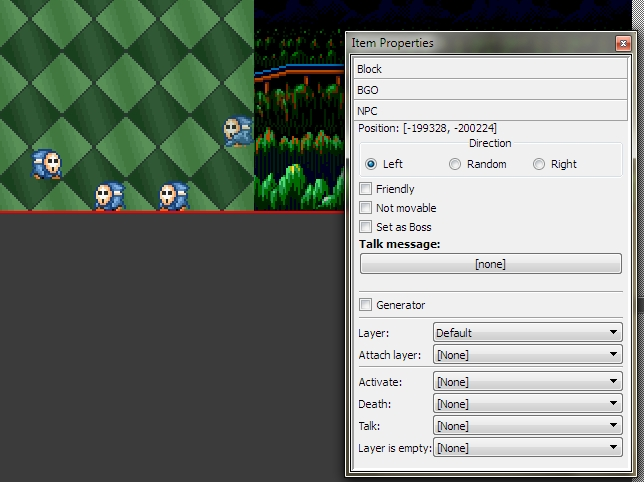 Item Properties
Block
BGO
NPC
Position: [-199328, -200224]
Direction
Left Random Right
Friendly
Not movable
Set as Boss
Talk message:
[none]
Generator
Layer: Default
Attach layer: [None]
Activate: [None]
Death: [None]
Talk: [None]
Layer is empty: [None]